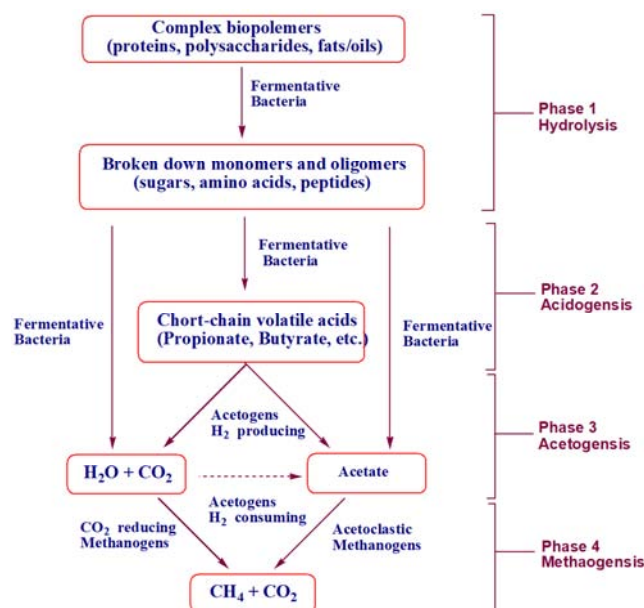 Complex biopolemers
(proteins, polysaccharides, fats/oils)
Fermentative
Bacteria
Phase 1
Hydrolysis
Broken down monomers and oligomers
(sugars, amino acids, peptides)
Fermentative
Bacteria
Phase 2
Acidogensis
Fermentative
Bacteria
Chort-chain volatile acids
(Propionate, Butyrate, etc.)
Fermentative
Bacteria
Acetogens
H₂ producing
Phase 3
Acetogensis
H₂O + CO₂
Acetate
Acetogens
H₂ consuming
CO₂ reducing
Methanogens
Acetoclastic
Methanogens
Phase 4
Methaogensis
CH₄ + CO₂